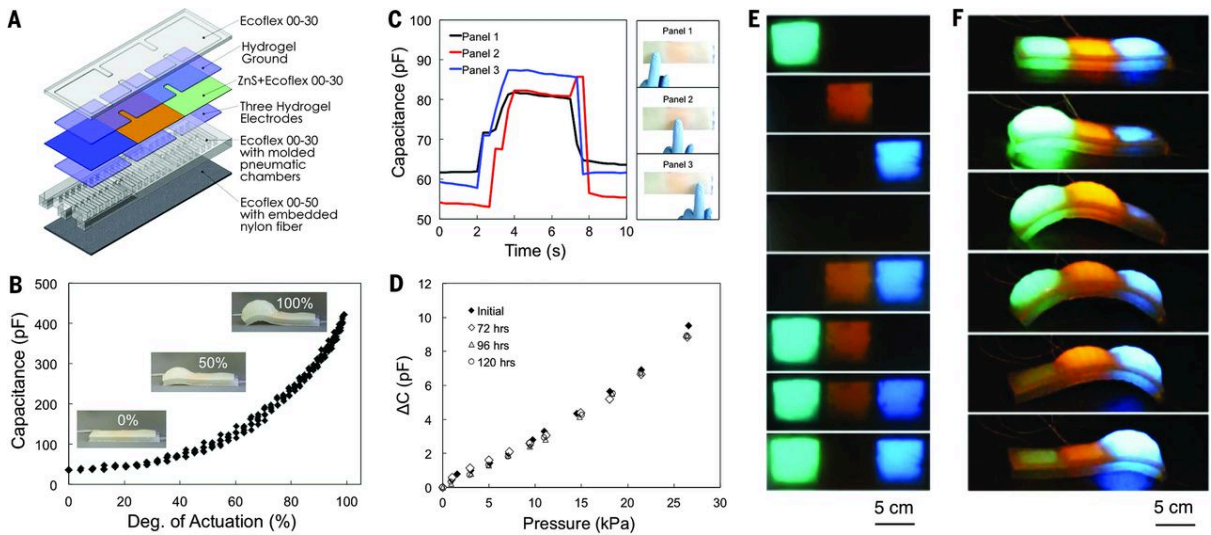 A
Ecoflex 00-30
Hydrogel
Ground
ZnS+Ecoflex 00-30
Three Hydrogel
Electrodes
Ecoflex 00-30
with molded
pneumatic
chambers
Ecoflex 00-50
with embedded
nylon fiber
B
500
400
300
200
100
0
Capacitance (pF)
0%
50%
100%
0 20 40 60 80 100
Deg. of Actuation (%)
C
90
80
70
60
50
Capacitance (pF)
Panel 1
Panel 2
Panel 3
0 2 4 6 8 10
Time (s)
Panel 1
Panel 2
Panel 3
D
12
10
8
6
4
2
0
ΔC (pF)
Initial
72 hrs
96 hrs
120 hrs
0 5 10 15 20 25 30
Pressure (kPa)
E
5 cm
F
5 cm